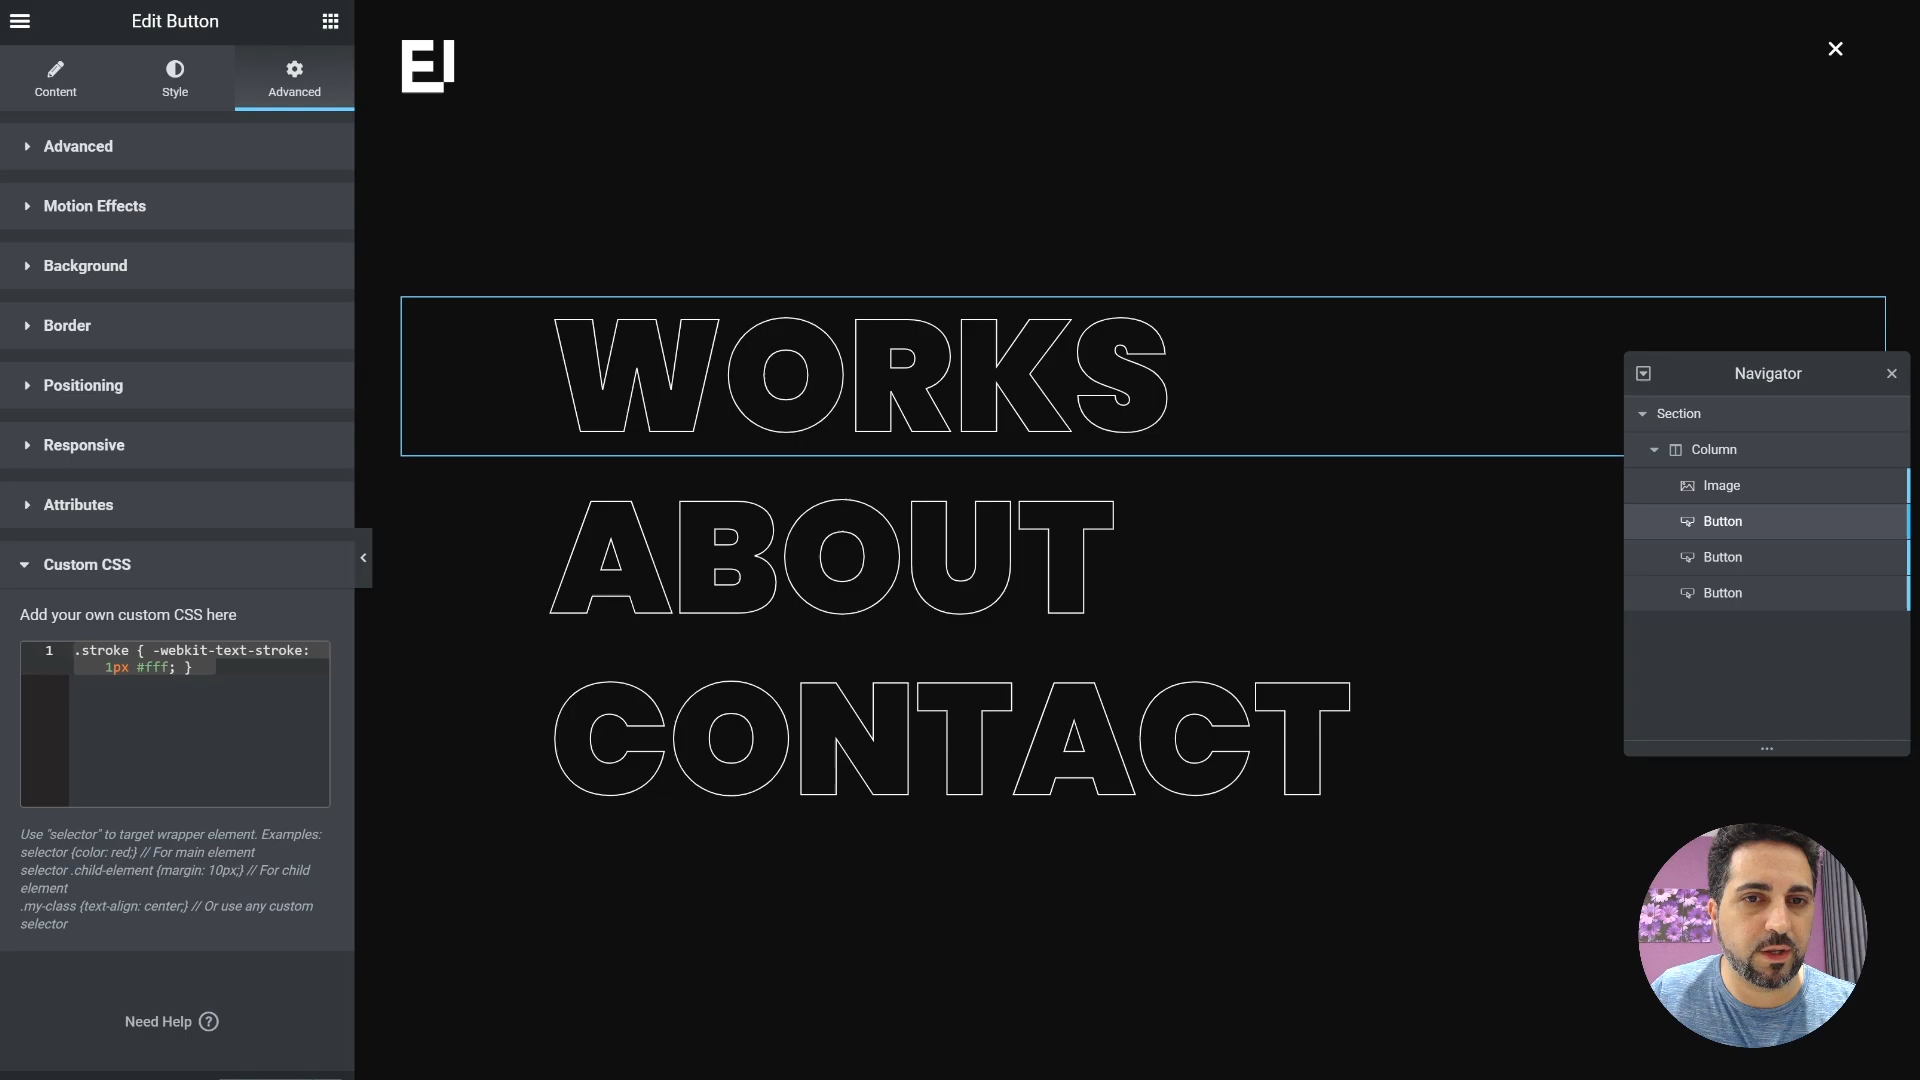 Edit Button
Content
Style
Advanced
Advanced
Motion Effects
Background
Border
Positioning
Responsive
Attributes
Custom CSS
Add your own custom CSS here
1 .stroke { -webkit-text-stroke:
1px #fff; }
Use "selector" to target wrapper element. Examples:
selector {color: red;} // For main element
selector .child-element {margin: 10px;} // For child
element
.my-class {text-align: center;} // Or use any custom
selector
Need Help ?
EI
WORKS
ABOUT
CONTACT
Navigator
Section
Column
Image
Button
Button
Button